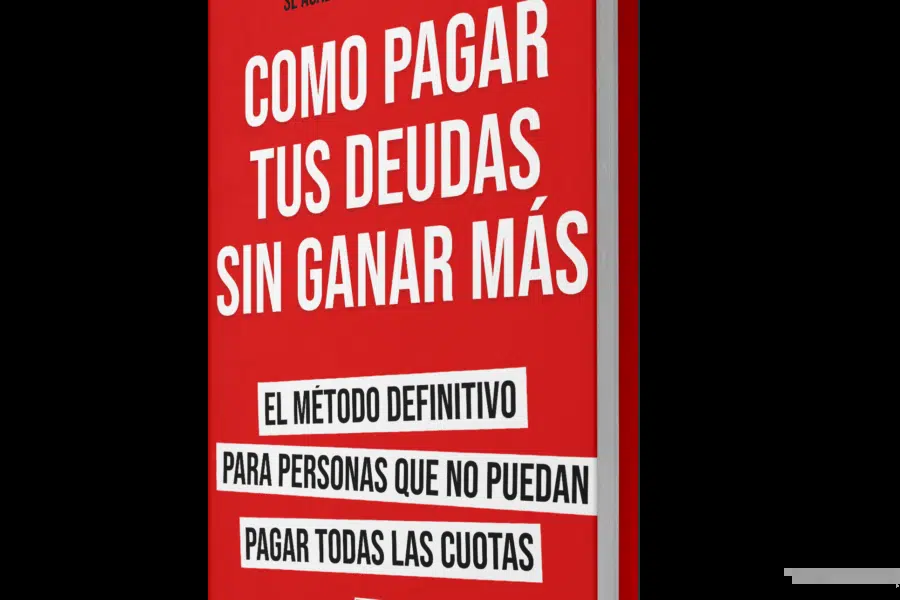 COMO PAGAR
TUS DEUDAS
SIN GANAR MÁS
EL MÉTODO DEFINITIVO
PARA PERSONAS QUE NO PUEDAN
PAGAR TODAS LAS CUOTAS